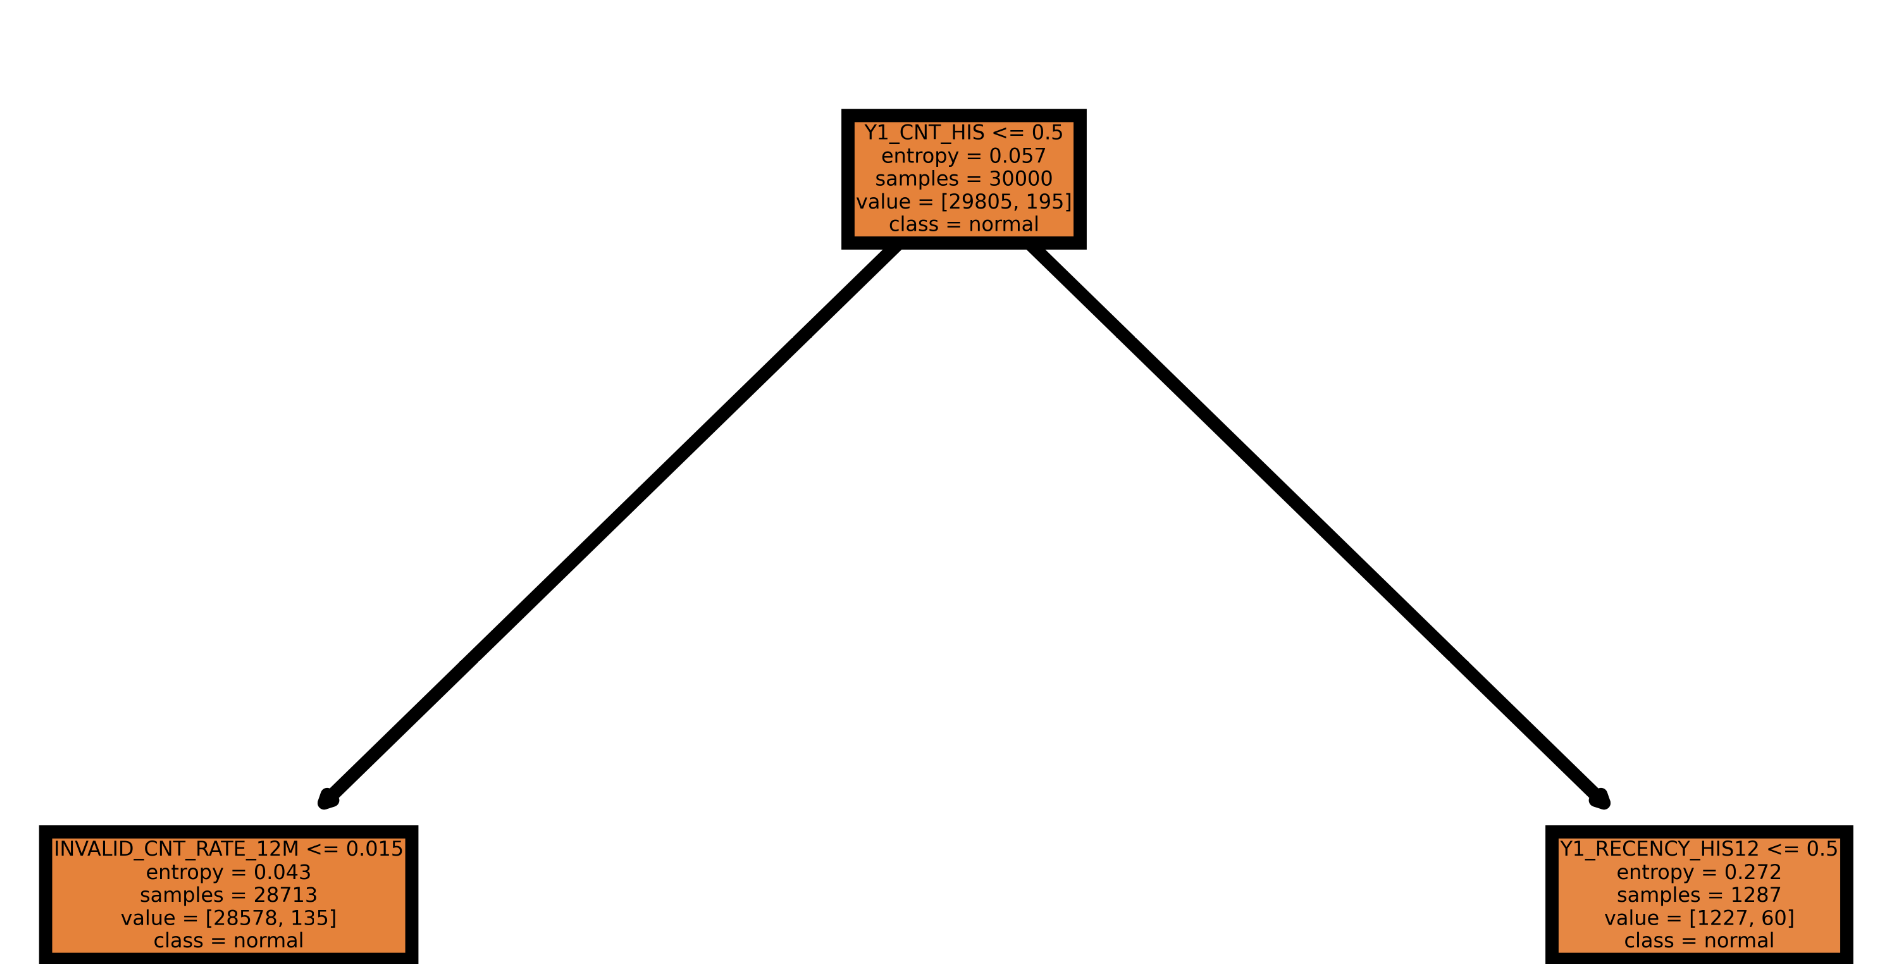 Y1_CNT_HIS <= 0.5
entropy = 0.057
samples = 30000
value = [29805, 195]
class = normal
INVALID_CNT_RATE_12M <= 0.015
entropy = 0.043
samples = 28713
value = [28578, 135]
class = normal
Y1_RECENCY_HIS12 <= 0.5
entropy = 0.272
samples = 1287
value = [1227, 60]
class = normal